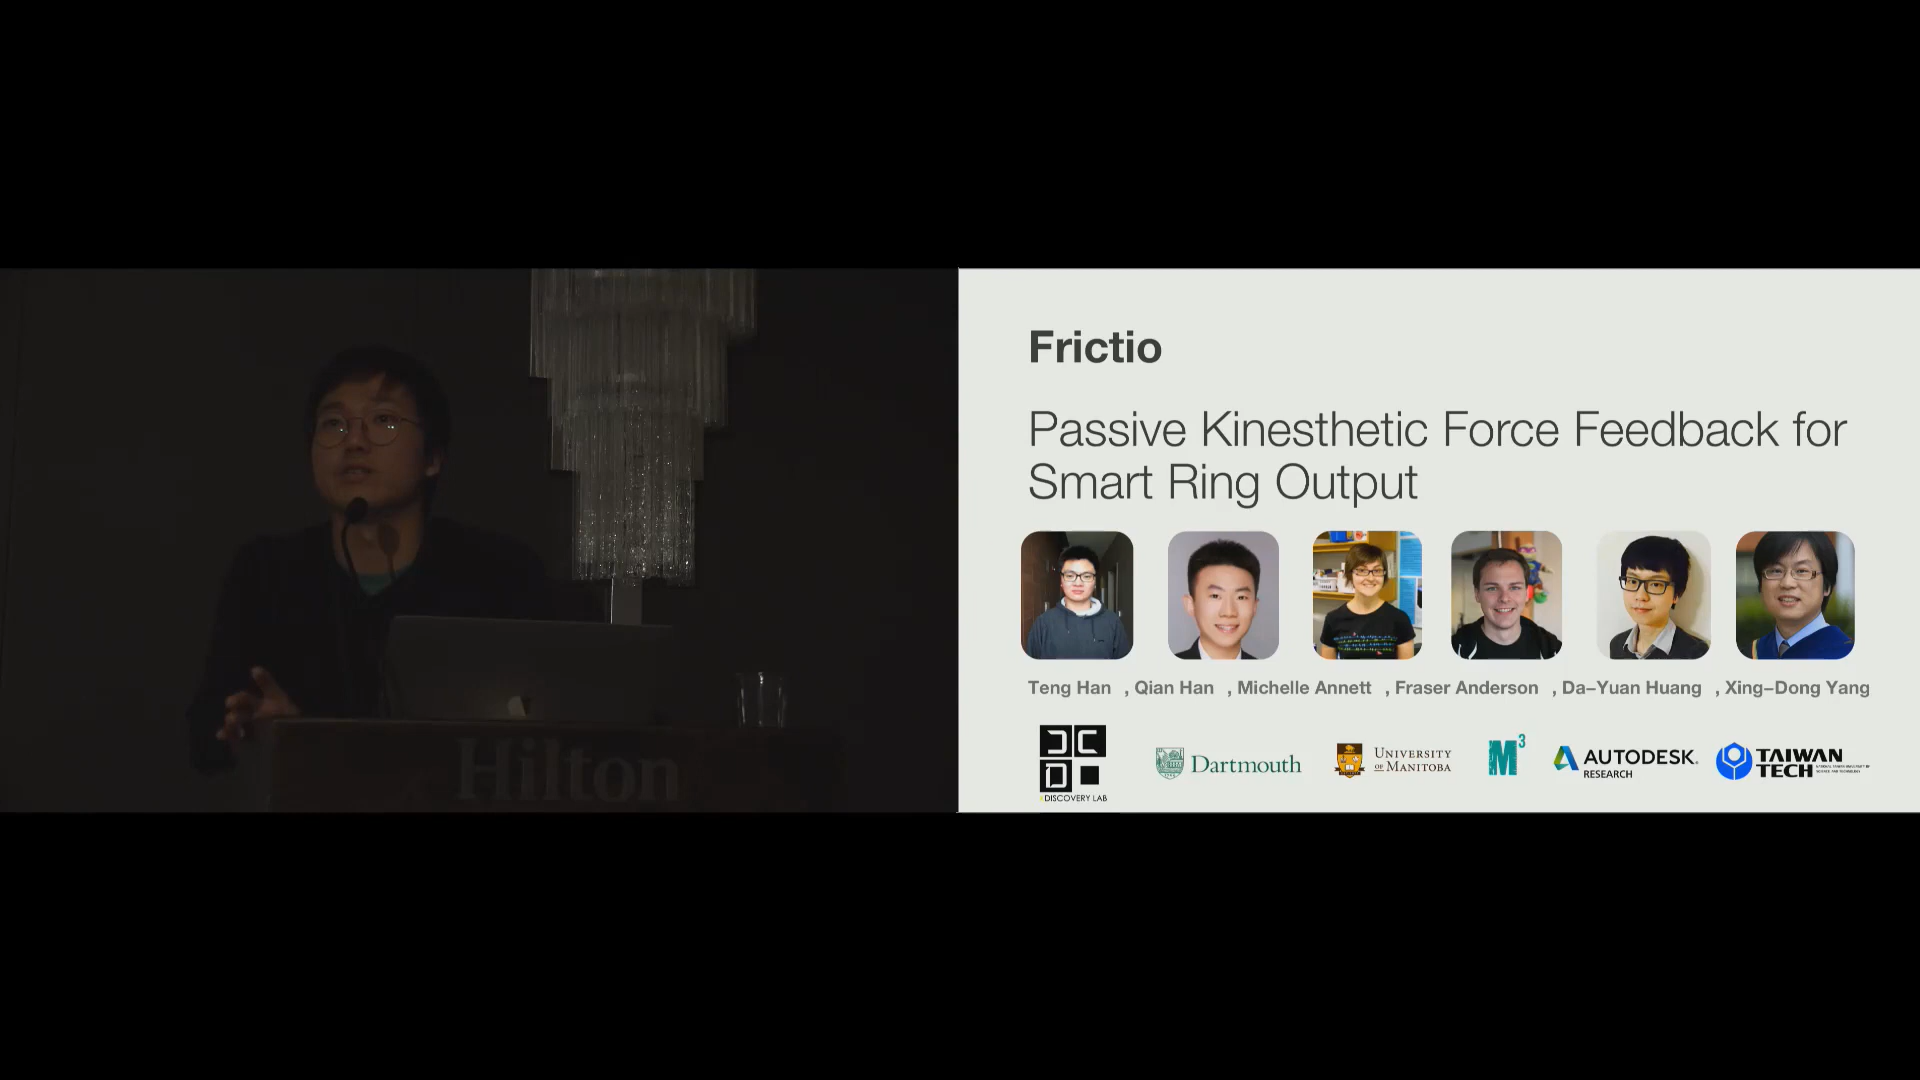 Frictio
Passive Kinesthetic Force Feedback for
Smart Ring Output
Teng Han , Qian Han , Michelle Annett , Fraser Anderson , Da-Yuan Huang , Xing-Dong Yang
DISCOVERY LAB
Dartmouth
UNIVERSITY
OF MANITOBA
M3
AUTODESK.
RESEARCH
TAIWAN
TECH
Hilton